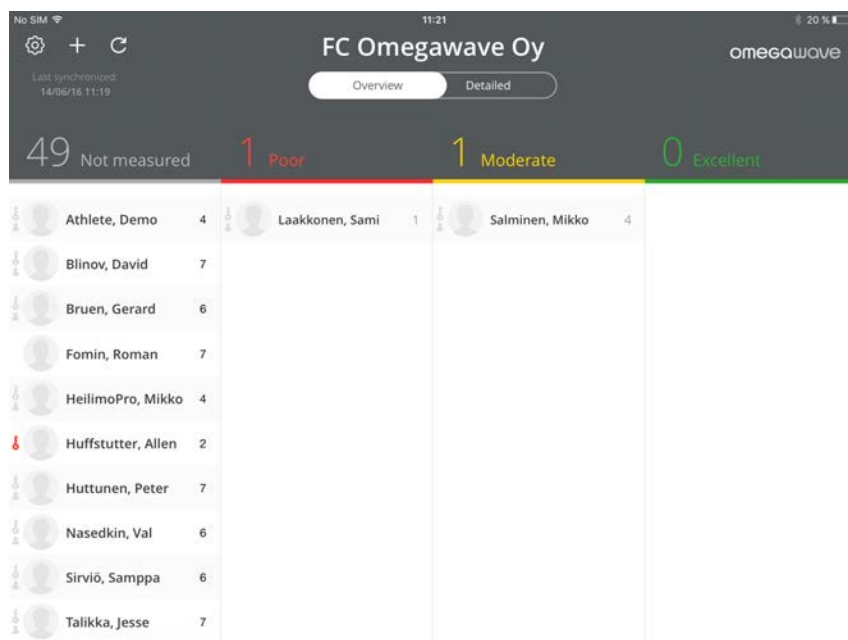 No SIM 11:21 20 %
FC Omegawave Oy
omegawave
Last synchronized:
14/06/16 11:19
Overview Detailed
49 Not measured 1 Poor 1 Moderate 0 Excellent
Athlete, Demo 4 Laakkonen, Sami 1 Salminen, Mikko 4
Blinov, David 7
Bruen, Gerard 6
Fomin, Roman 7
HeilimoPro, Mikko 4
Huffstutter, Allen 2
Huttunen, Peter 7
Nasedkin, Val 6
Sirviö, Samppa 6
Talikka, Jesse 7